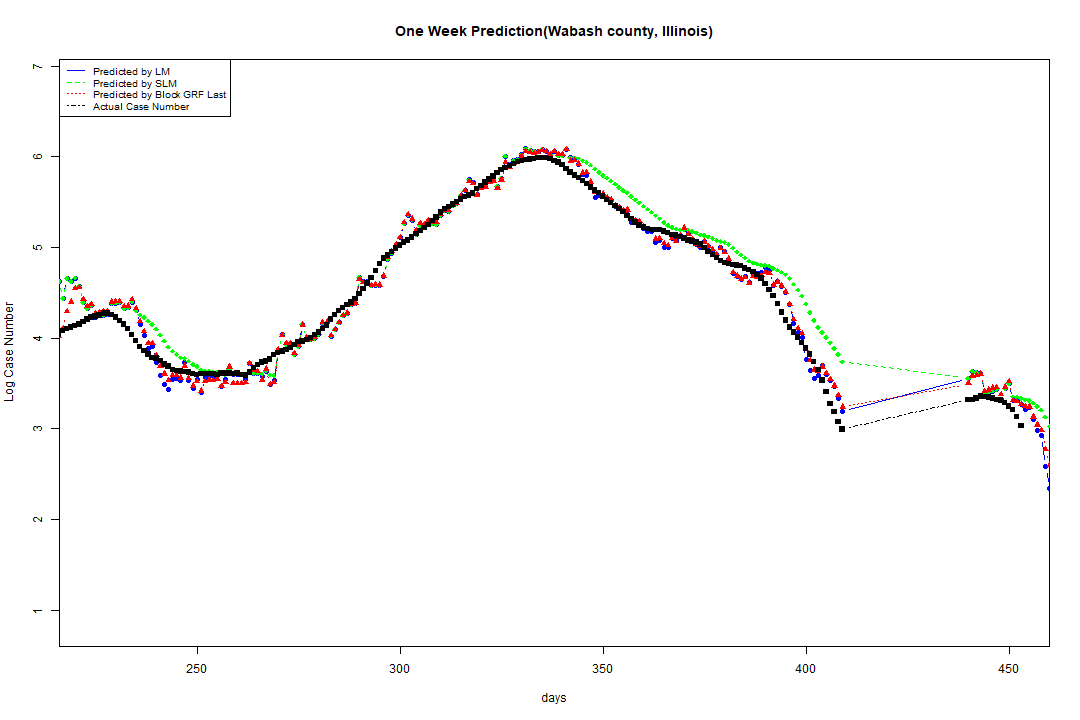 One Week Prediction(Wabash county, Illinois)
Predicted by LM
Predicted by SLM
Predicted by Block GRF Last
Actual Case Number
7
6
5
4
3
2
1
Log Case Number
250 300 350 400 450
days